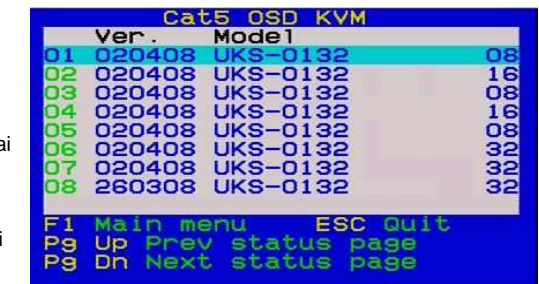 Cat5 OSD KVM
Ver. Model
01 020408 UKS-0132 08
02 020408 UKS-0132 16
03 020408 UKS-0132 08
04 020408 UKS-0132 16
05 020408 UKS-0132 08
06 020408 UKS-0132 32
07 020408 UKS-0132 32
08 260308 UKS-0132 32
ai
F1 Main menu ESC Quit
Pg Up Prev status page
i
Pg Dn Next status page